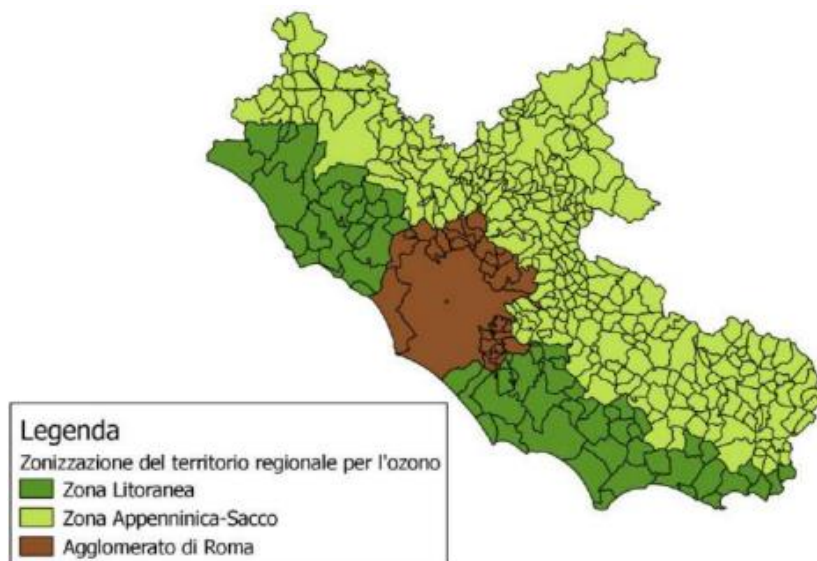 Legenda
Zonizzazione del territorio regionale per l'ozono
Zona Litoranea
Zona Appenninica-Sacco
Agglomerato di Roma